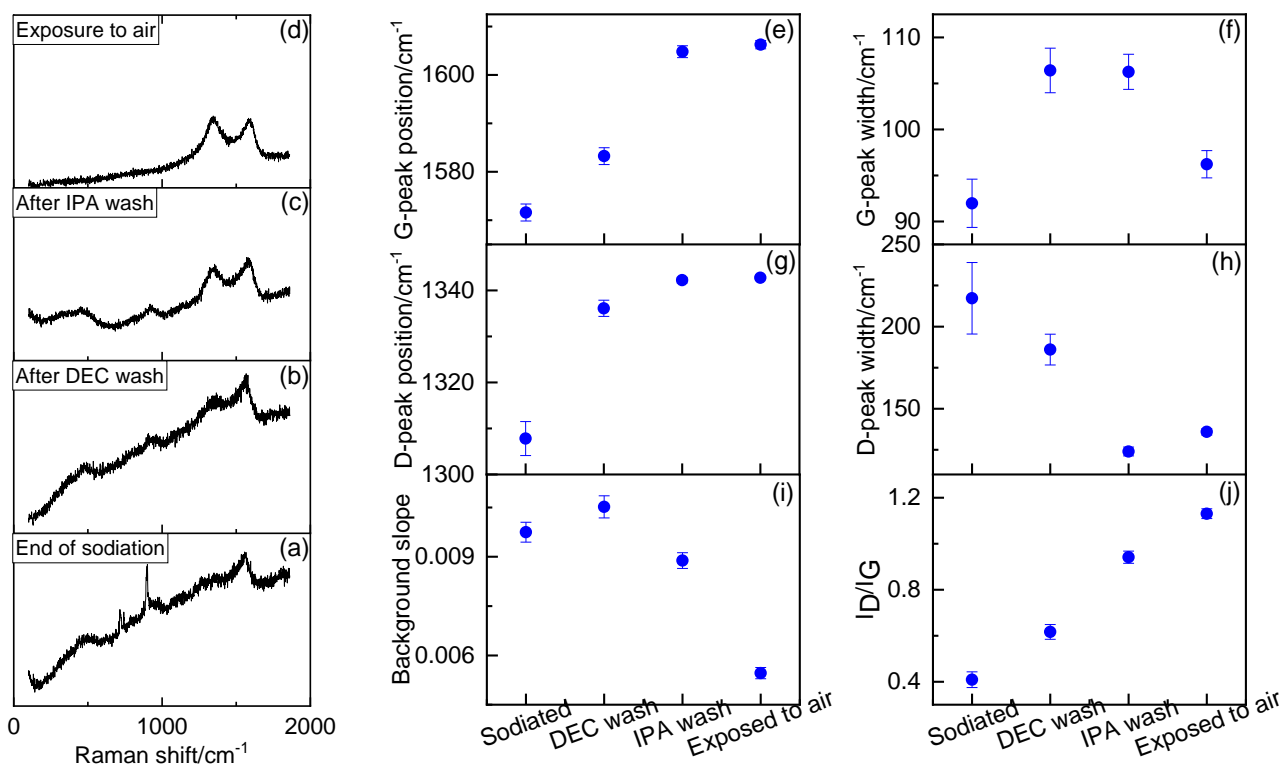 Exposure to air
(d)
After IPA wash
(c)
After DEC wash
(b)
End of sodiation
(a)
0
1000
2000
Raman shift/cm⁻¹
G-peak position/cm⁻¹
1600
1580
(e)
D-peak position/cm⁻¹
1340
1320
1300
(g)
Background slope
0.009
0.006
(i)
Sodiated
DEC wash
IPA wash
Exposed to air
G-peak width/cm⁻¹
110
100
90
(f)
D-peak width/cm⁻¹
250
200
150
(h)
I_D/I_G
1.2
0.8
0.4
(j)
Sodiated
DEC wash
IPA wash
Exposed to air